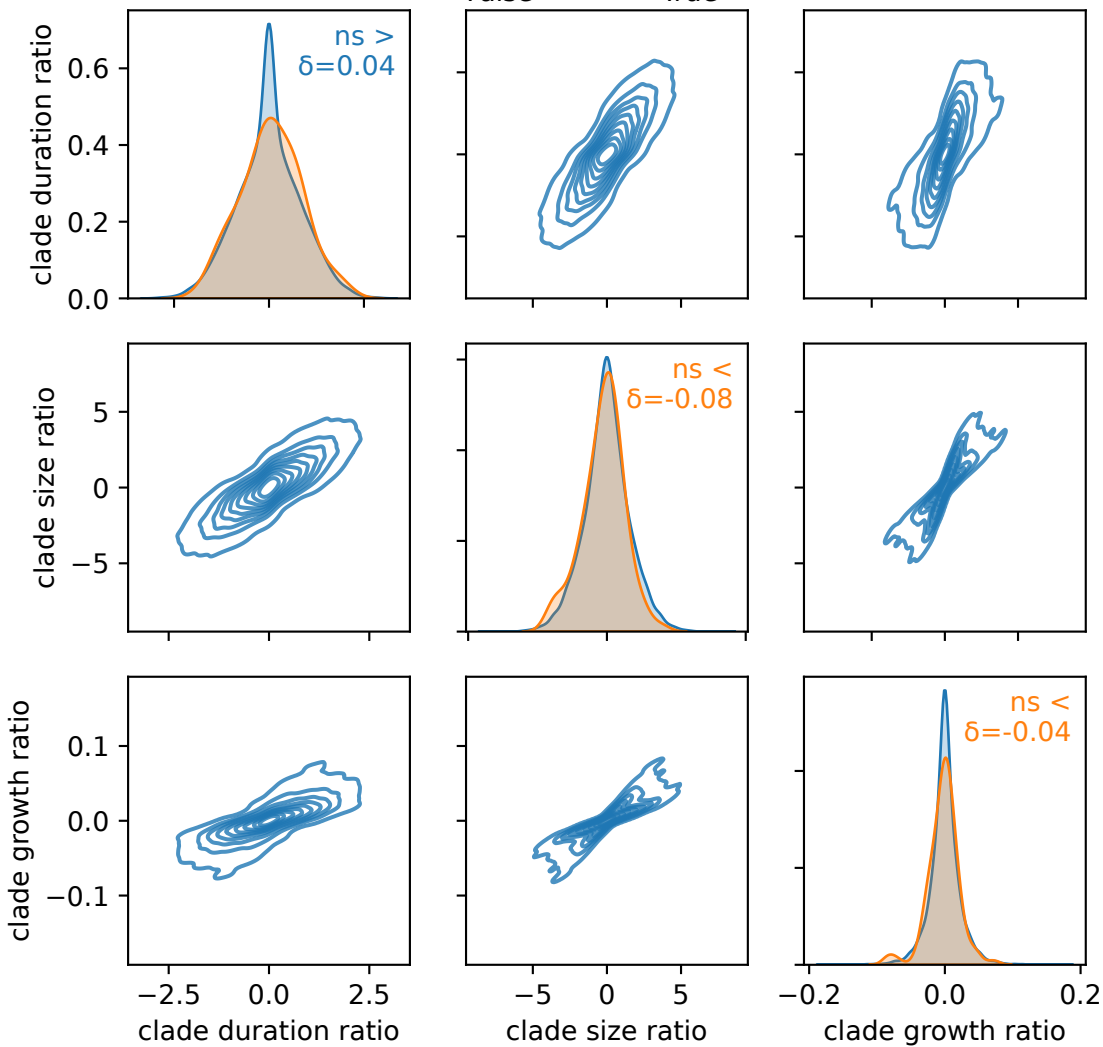 ns >
δ=0.04
0.6
0.4
0.2
0.0
clade duration ratio
ns <
δ=-0.08
5
0
−5
clade size ratio
ns <
δ=-0.04
0.1
0.0
−0.1
clade growth ratio
−2.5 0.0 2.5
−5 0 5
−0.2 0.0 0.2
clade duration ratio
clade size ratio
clade growth ratio